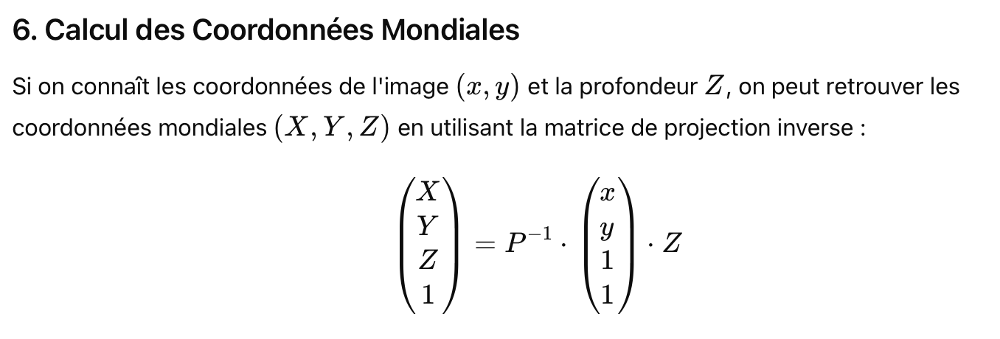 6. Calcul des Coordonnées Mondiales
Si on connaît les coordonnées de l'image (x, y) et la profondeur Z, on peut retrouver les
coordonnées mondiales (X, Y, Z) en utilisant la matrice de projection inverse :
\begin{pmatrix} X \\ Y \\ Z \\ 1 \end{pmatrix} = P^{-1} \cdot \begin{pmatrix} x \\ y \\ 1 \\ 1 \end{pmatrix} \cdot Z